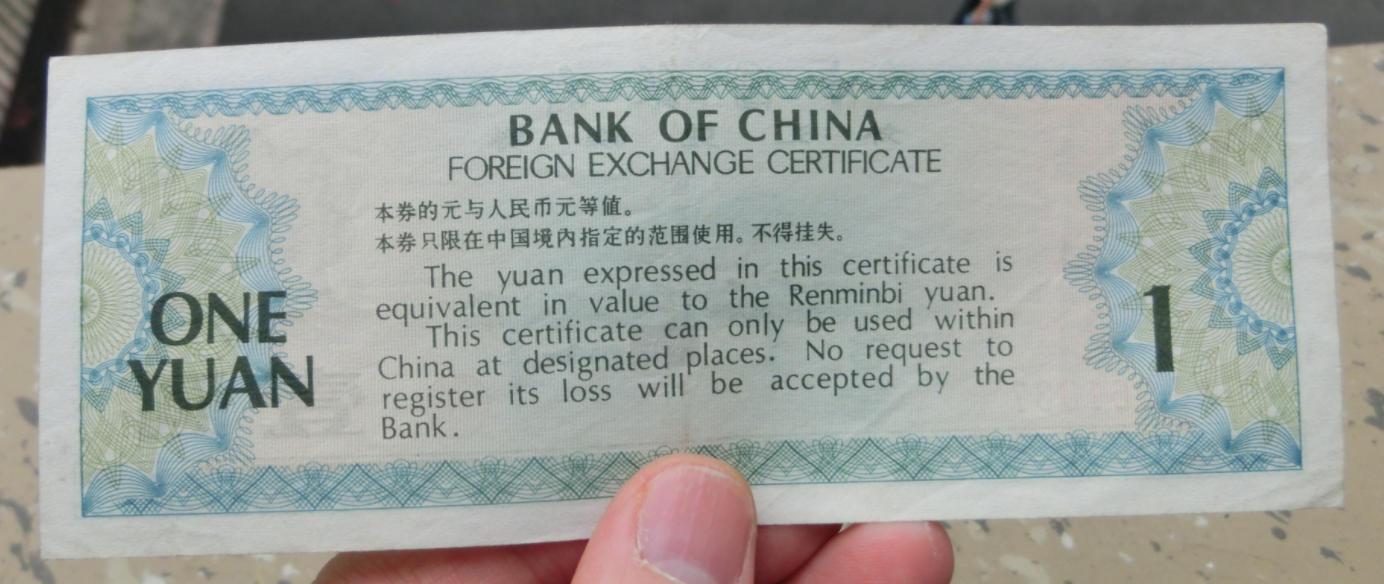 BANK OF CHINA
FOREIGN EXCHANGE CERTIFICATE
本券的元与人民币元等值。
本券只限在中国境内指定的范围使用。不得挂失。
The yuan expressed in this certificate is
equivalent in value to the Renminbi yuan.
This certificate can only be used within
China at designated places. No request to
register its loss will be accepted by the
Bank.
ONE
YUAN
1